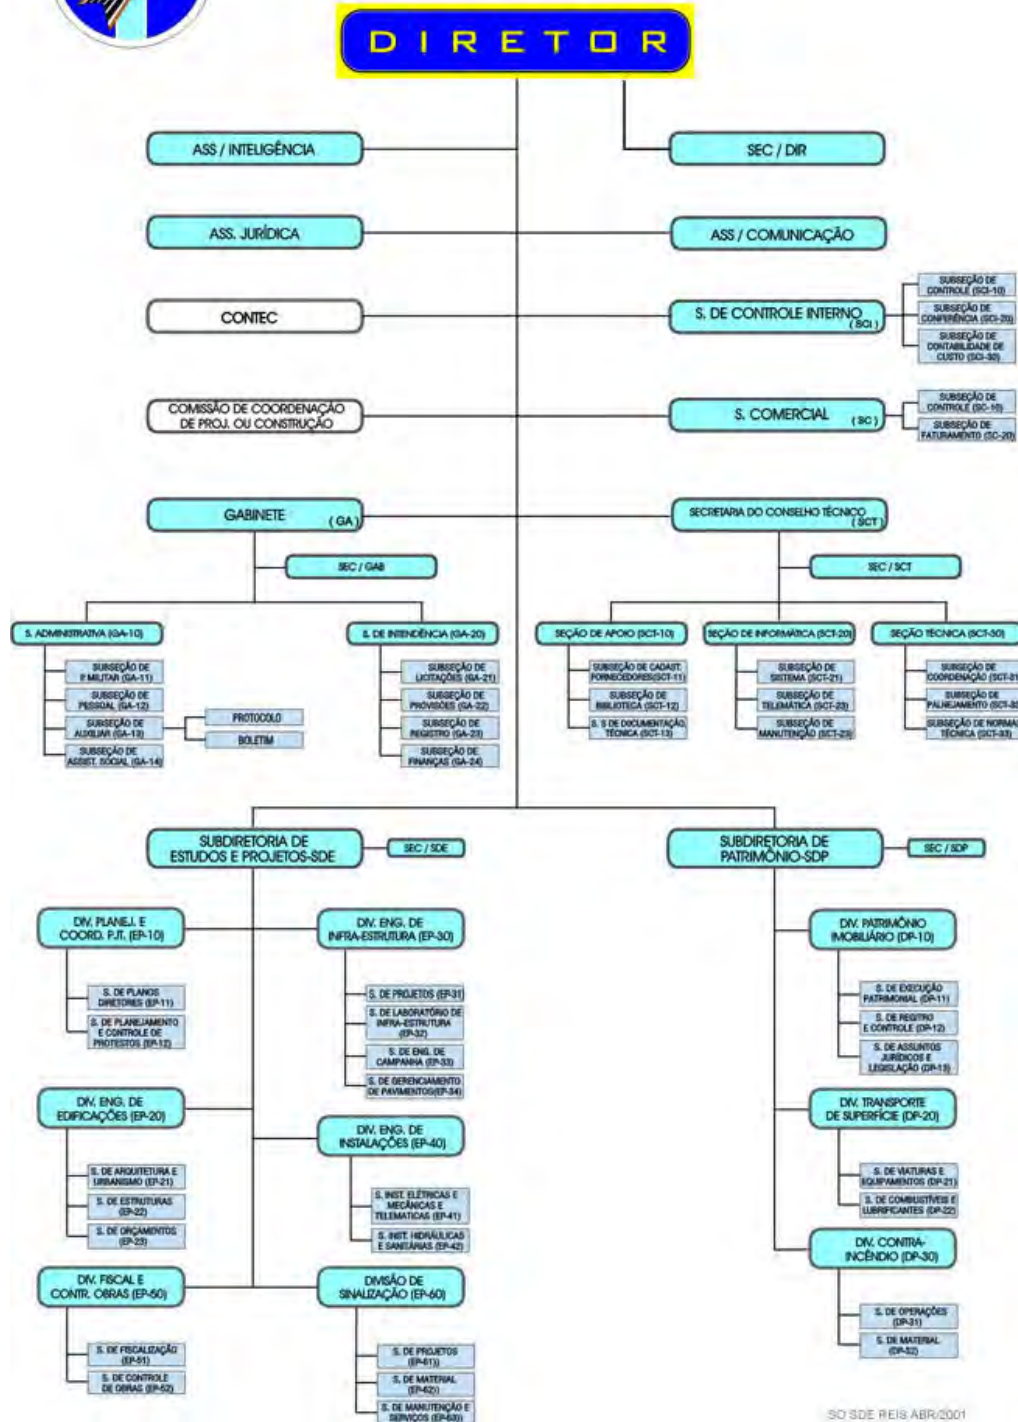 DIRETOR
ASS / INTELIGÊNCIA
SEC / DIR
ASS. JURÍDICA
ASS / COMUNICAÇÃO
CONTEC
S. DE CONTROLE INTERNO
( SCI )
SUBSEÇÃO DE
CONTROLE (SCI-10)
SUBSEÇÃO DE
CONFERÊNCIA (SCI-20)
SUBSEÇÃO DE
CONTABILIDADE DE
CUSTO (SCI-30)
COMISSÃO DE COORDENAÇÃO
DE PROJ. OU CONSTRUÇÃO
S. COMERCIAL
( SC )
SUBSEÇÃO DE
CONTROLE (SC-10)
SUBSEÇÃO DE
FATURAMENTO (SC-20)
GABINETE
( GA )
SECRETARIA DO CONSELHO TÉCNICO
( SCT )
SEC / GAB
SEC / SCT
S. ADMINISTRATIVA (GA-10)
SUBSEÇÃO DE
P. MILITAR (GA-11)
SUBSEÇÃO DE
PESSOAL (GA-12)
SUBSEÇÃO DE
AUXILIAR (GA-13)
SUBSEÇÃO DE
ASSIST. SOCIAL (GA-14)
PROTOCOLO
BOLETIM
S. DE INTENDÊNCIA (GA-20)
SUBSEÇÃO DE
LICITAÇÕES (GA-21)
SUBSEÇÃO DE
PROVISÕES (GA-22)
SUBSEÇÃO DE
REGISTRO (GA-23)
SUBSEÇÃO DE
FINANÇAS (GA-24)
SEÇÃO DE APOIO (SCT-10)
SUBSEÇÃO DE CADAST.
FORNECEDORES(SCT-11)
SUBSEÇÃO DE
BIBLIOTECA (SCT-12)
S. S DE DOCUMENTAÇÃO.
TÉCNICA (SCT-13)
SEÇÃO DE INFORMÁTICA (SCT-20)
SUBSEÇÃO DE
SISTEMA (SCT-21)
SUBSEÇÃO DE
TELEMÁTICA (SCT-23)
SUBSEÇÃO DE
MANUTENÇÃO (SCT-23)
SEÇÃO TÉCNICA (SCT-30)
SUBSEÇÃO DE
COORDENAÇÃO (SCT-31
SUBSEÇÃO DE
PALNEJAMENTO (SCT-32
SUBSEÇÃO DE NORMA
TÉCNICA (SCT-33)
SUBDIRETORIA DE
ESTUDOS E PROJETOS-SDE
SEC / SDE
SUBDIRETORIA DE
PATRIMÔNIO-SDP
SEC / SDP
DIV. PLANEJ. E
COORD. PJT. (EP-10)
S. DE PLANOS
DIRETORES (EP-11)
S. DE PLANEJAMENTO
E CONTROLE DE
PROTESTOS (EP-12)
DIV. ENG. DE
INFRA-ESTRUTURA (EP-30)
S. DE PROJETOS (EP-31)
S. DE LABORATÓRIO DE
INFRA-ESTRUTURA
(EP-32)
S. DE ENG. DE
CAMPANHA (EP-33)
S. DE GERENCIAMENTO
DE PAVIMENTOS(EP-34)
DIV. PATRIMÔNIO
IMOBILIÁRIO (DP-10)
S. DE EXECUÇÃO
PATRIMONIAL (DP-11)
S. DE REGITRO
E CONTROLE (DP-12)
S. DE ASSUNTOS
JURÍDICOS E
LEGISLAÇÃO (DP-13)
DIV. ENG. DE
EDIFICAÇÕES (EP-20)
S. DE ARQUITETURA E
URBANISMO (EP-21)
S. DE ESTRUTURAS
(EP-22)
S. DE ORÇAMENTOS
(EP-23)
DIV. ENG. DE
INSTALAÇÕES (EP-40)
S. INST. ELÉTRICAS E
MECÂNICAS E
TELEMATICAS (EP-41)
S. INST. HIDRÁULICAS
E SANITÁRIAS (EP-42)
DIV. TRANSPORTE
DE SUPERFÍCIE (DP-20)
S. DE VIATURAS E
EQUIPAMENTOS (DP-21)
S. DE COMBUSTÍVEIS E
LUBRIFICANTES (DP-22)
DIV. CONTRA-
INCÊNDIO (DP-30)
S. DE OPERAÇÕES
(DP-31)
S. DE MATERIAL
(DP-32)
DIV. FISCAL E
CONTR. OBRAS (EP-50)
S. DE FISCALIZAÇÃO
(EP-51)
S. DE CONTROLE
DE OBRAS (EP-52)
DIVISÃO DE
SINALIZAÇÃO (EP-60)
S. DE PROJETOS
(EP-61))
S. DE MATERIAL
(EP-62))
S. DE MANUTENÇÃO E
SERVIÇOS (EP-63))
SO SDE REIS ABR/2001